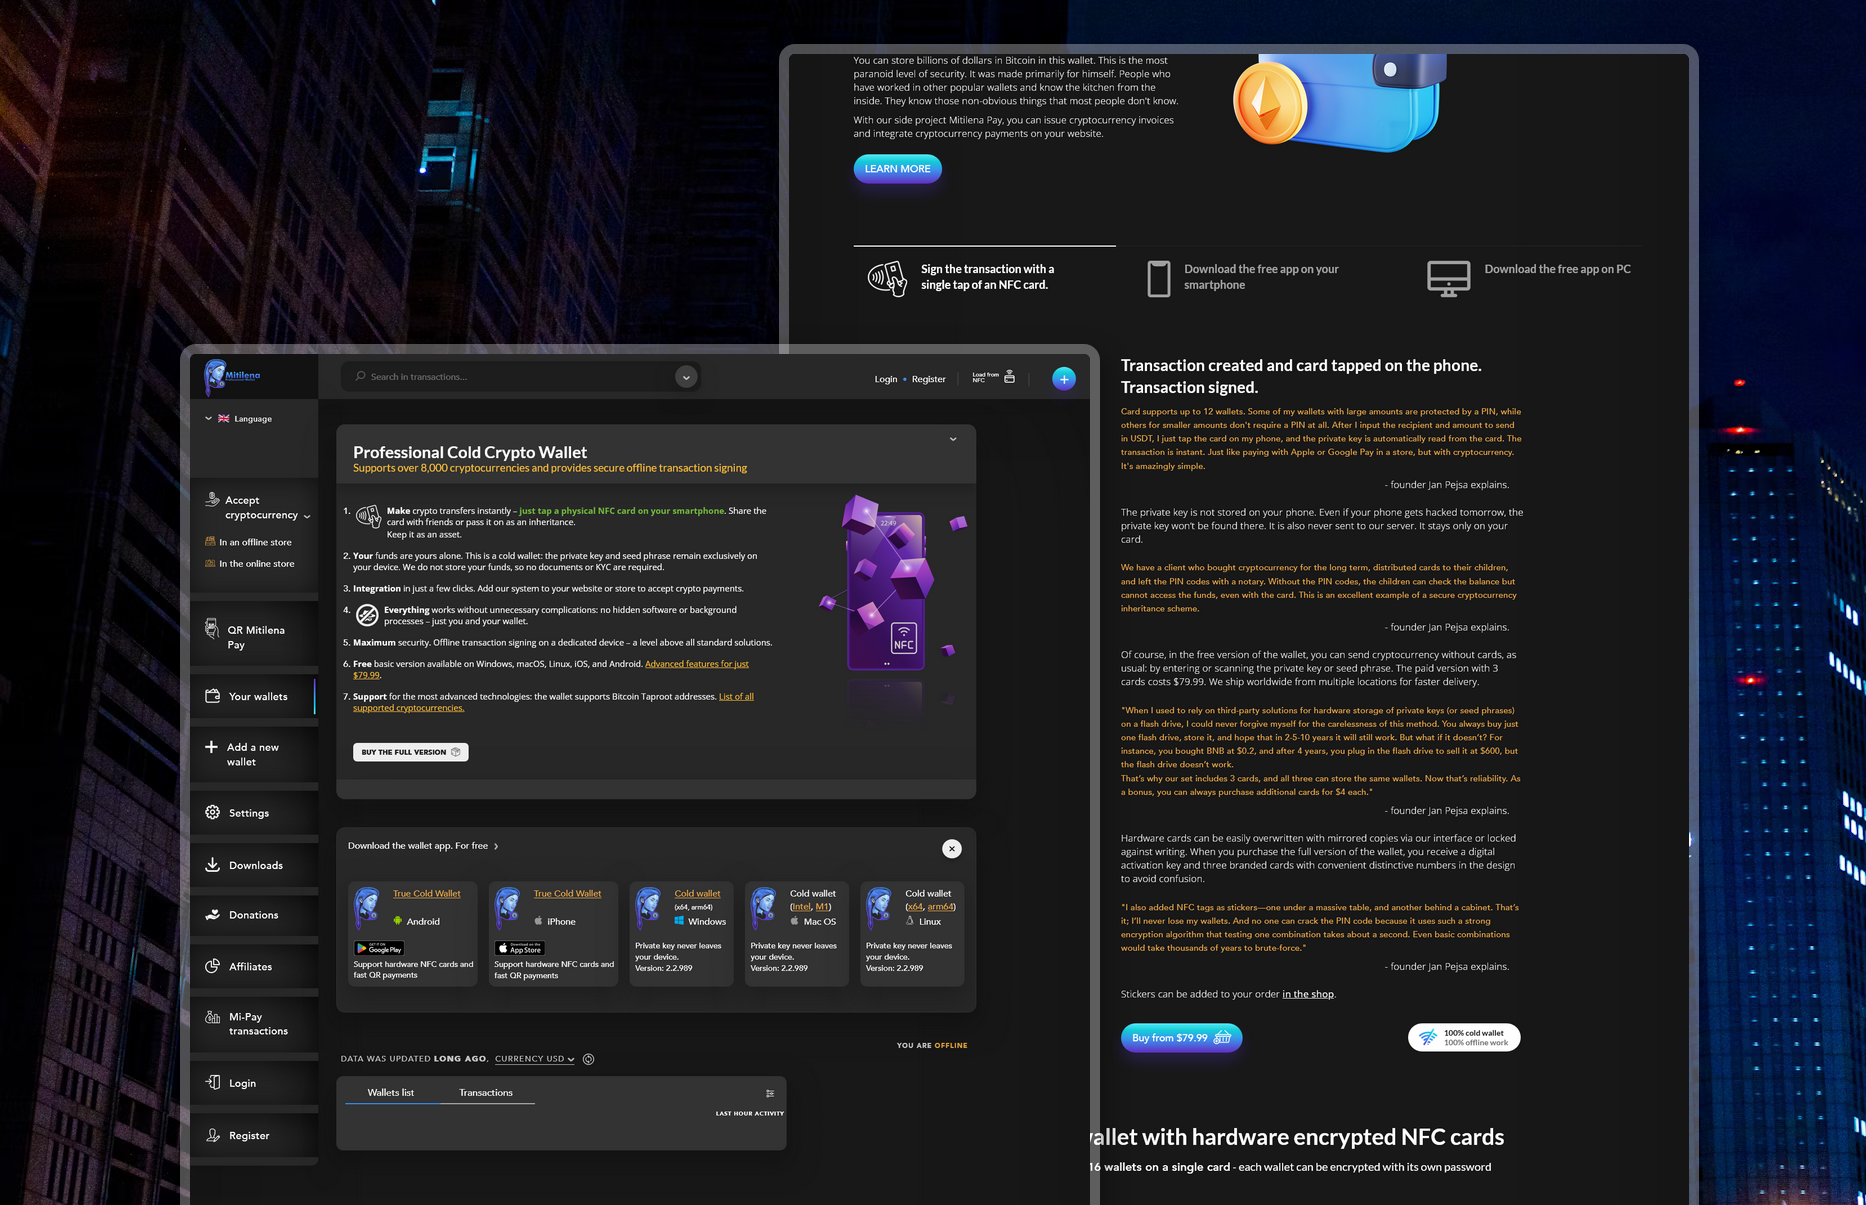 You can store billions of dollars in Bitcoin in this wallet. This is the most
paranoid level of security. It was made primarily for himself. People who
have worked in other popular wallets and know the kitchen from the
inside. They know those non-obvious things that most people don't know.
With our side project Mitilena Pay, you can issue cryptocurrency invoices
and integrate cryptocurrency payments on your website.
LEARN MORE
Sign the transaction with a
single tap of an NFC card.
Download the free app on your
smartphone
Download the free app on PC
Transaction created and card tapped on the phone.
Transaction signed.
Card supports up to 12 wallets. Some of my wallets with large amounts are protected by a PIN, while
others for smaller amounts don't require a PIN at all. After I input the recipient and amount to send
in USDT, I just tap the card on my phone, and the private key is automatically read from the card. The
transaction is instant. Just like paying with Apple or Google Pay in a store, but with cryptocurrency.
It's amazingly simple.
- founder Jan Pejsa explains.
The private key is not stored on your phone. Even if your phone gets hacked tomorrow, the
private key won't be found there. It is also never sent to our server. It stays only on your
card.
We have a client who bought cryptocurrency for the long term, distributed cards to their children,
and left the PIN codes with a notary. Without the PIN codes, the children can check the balance but
cannot access the funds, even with the card. This is an excellent example of a secure cryptocurrency
inheritance scheme.
- founder Jan Pejsa explains.
Of course, in the free version of the wallet, you can send cryptocurrency without cards, as
usual: by entering or scanning the private key or seed phrase. The paid version with 3
cards costs $79.99. We ship worldwide from multiple locations for faster delivery.
"When I used to rely on third-party solutions for hardware storage of private keys (or seed phrases)
on a flash drive, I could never forgive myself for the carelessness of this method. You always buy just
one flash drive, store it, and hope that in 2-5-10 years it will still work. But what if it doesn't? For
instance, you bought BNB at $0.2, and after 4 years, you plug in the flash drive to sell it at $600, but
the flash drive doesn't work.
That's why our set includes 3 cards, and all three can store the same wallets. Now that's reliability. As
a bonus, you can always purchase additional cards for $4 each."
- founder Jan Pejsa explains.
Hardware cards can be easily overwritten with mirrored copies via our interface or locked
against writing. When you purchase the full version of the wallet, you receive a digital
activation key and three branded cards with convenient distinctive numbers in the design
to avoid confusion.
"I also added NFC tags as stickers—one under a massive table, and another behind a cabinet. That's
it; I'll never lose my wallets. And no one can crack the PIN code because it uses such a strong
encryption algorithm that testing one combination takes about a second. Even basic combinations
would take thousands of years to brute-force."
- founder Jan Pejsa explains.
Stickers can be added to your order in the shop.
Buy from $79.99
100% cold wallet
100% offline work
wallet with hardware encrypted NFC cards
16 wallets on a single card - each wallet can be encrypted with its own password
Mitilena
Search in transactions...
Login • Register
Load from
NFC
Language
Accept
cryptocurrency
In an offline store
In the online store
QR Mitilena
Pay
Your wallets
Add a new
wallet
Settings
Downloads
Donations
Affiliates
Mi-Pay
transactions
Login
Register
Professional Cold Crypto Wallet
Supports over 8,000 cryptocurrencies and provides secure offline transaction signing
1. Make crypto transfers instantly – just tap a physical NFC card on your smartphone. Share the
card with friends or pass it on as an inheritance.
Keep it as an asset.
2. Your funds are yours alone. This is a cold wallet: the private key and seed phrase remain exclusively on
your device. We do not store your funds, so no documents or KYC are required.
3. Integration in just a few clicks. Add our system to your website or store to accept crypto payments.
4. Everything works without unnecessary complications: no hidden software or background
processes – just you and your wallet.
5. Maximum security. Offline transaction signing on a dedicated device – a level above all standard solutions.
6. Free basic version available on Windows, macOS, Linux, iOS, and Android. Advanced features for just
$79.99.
7. Support for the most advanced technologies: the wallet supports Bitcoin Taproot addresses. List of all
supported cryptocurrencies.
22:49
NFC
BUY THE FULL VERSION
Download the wallet app. For free
True Cold Wallet
Android
GET IT ON
Google Play
Support hardware NFC cards and
fast QR payments
True Cold Wallet
iPhone
Download on the
App Store
Support hardware NFC cards and
fast QR payments
Cold wallet
(x64, arm64)
Windows
Private key never leaves
your device.
Version: 2.2.989
Cold wallet
(Intel, M1)
Mac OS
Private key never leaves
your device.
Version: 2.2.989
Cold wallet
(x64, arm64)
Linux
Private key never leaves
your device.
Version: 2.2.989
YOU ARE OFFLINE
DATA WAS UPDATED LONG AGO. CURRENCY USD
Wallets list
Transactions
LAST HOUR ACTIVITY